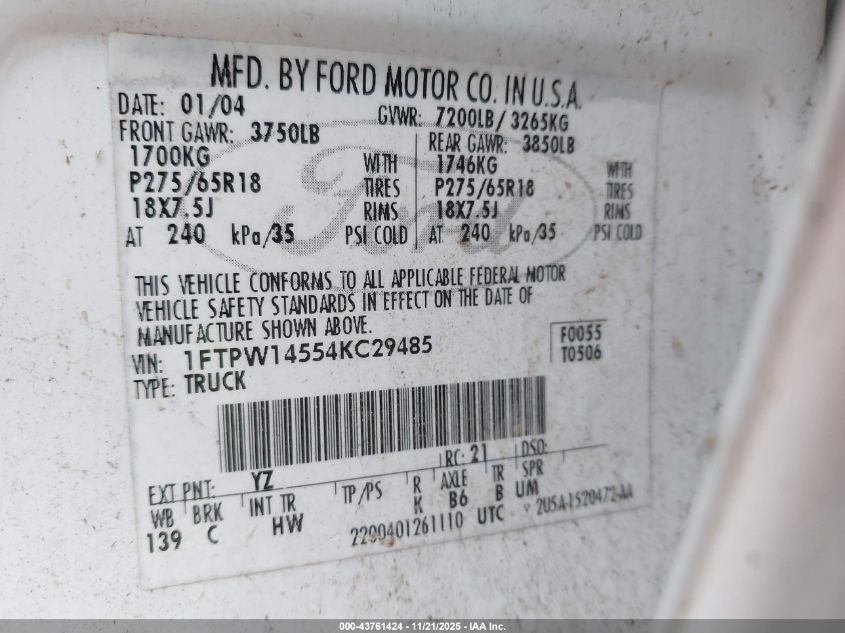 MFD. BY FORD MOTOR CO. IN U.S.A.
DATE: 01/04 GVWR: 7200LB/3265KG
FRONT GAWR: 3750LB REAR GAWR: 3850LB
1700KG WITH 1746KG WITH
P275/65R18 TIRES P275/65R18 TIRES
18X7.5J RIMS 18X7.5J RIMS
AT 240 kPa/35 PSI COLD AT 240 kPa/35 PSI COLD
Ford
THIS VEHICLE CONFORMS TO ALL APPLICABLE FEDERAL MOTOR
VEHICLE SAFETY STANDARDS IN EFFECT ON THE DATE OF
MANUFACTURE SHOWN ABOVE.
VIN: 1FTPW14554KC29485 F0055
TYPE: TRUCK T0506
EXT PNT: YZ RC: 21 DSO:
WB BRK INT TR TP/PS R AXLE TR SPR
139 C HW K B6 B UM
2200401261110 UTC 2U5A-1520472-AA
000-43761424 - 11/21/2025 - IAA Inc.